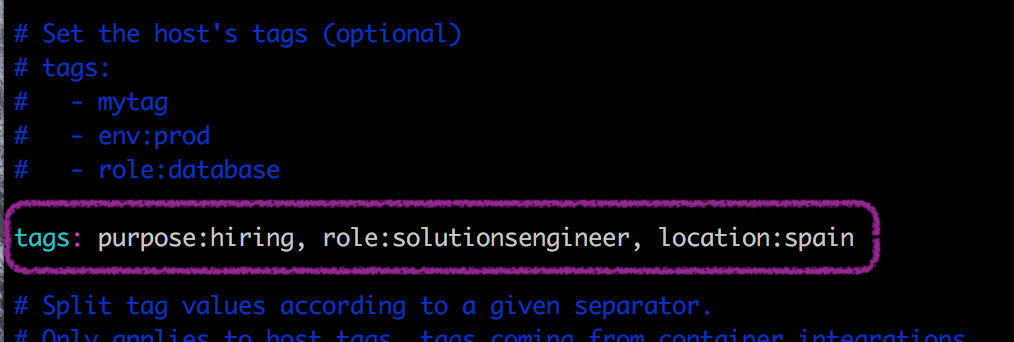 # Set the host's tags (optional)
# tags:
#   - mytag
#   - env:prod
#   - role:database
tags: purpose:hiring, role:solutionsengineer, location:spain
# Split tag values according to a given separator.
# Only applies to host tags, tags coming from container integrations